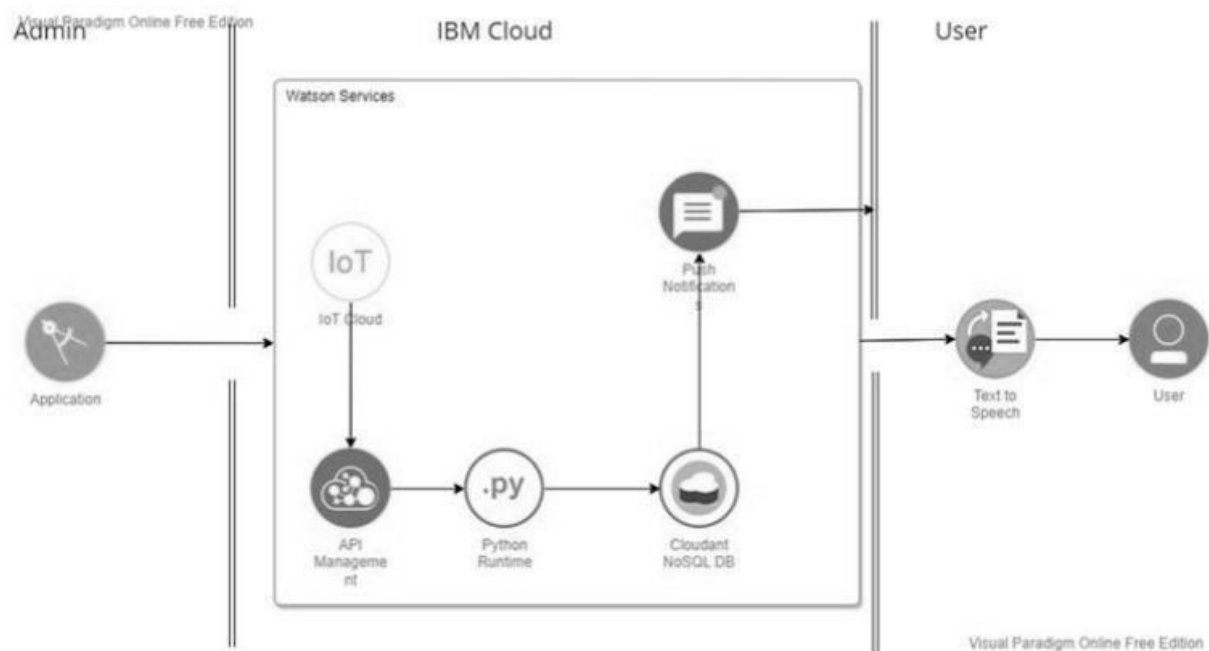 Visual Paradigm Online Free Edition
Admin
IBM Cloud
User
Watson Services
IoT
IoT Cloud
Push
Notification
s
Application
Text to
Speech
User
.py
API
Manageme
nt
Python
Runtime
Cloudant
NoSQL DB
Visual Paradigm Online Free Edition